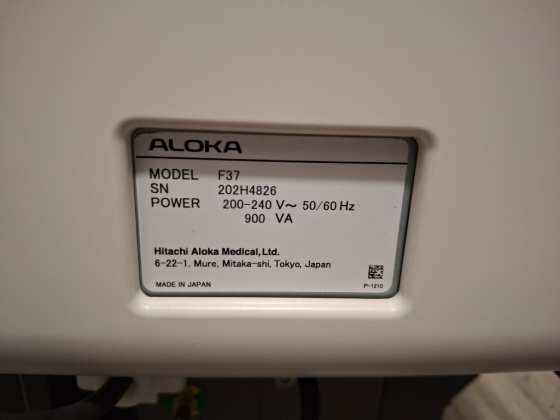 ALOKA
MODEL F37
SN 202H4826
POWER 200-240 V～ 50/60 Hz
900 VA
Hitachi Aloka Medical, Ltd.
6-22-1. Mure, Mitaka-shi, Tokyo, Japan
MADE IN JAPAN
P-1210